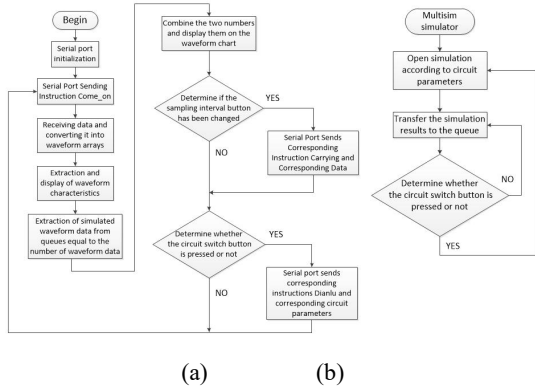 Begin
Serial port
initialization
Serial Port Sending
Instruction Come_on
Receiving data and
converting it into
waveform arrays
Extraction and
display of waveform
characteristics
Extraction of simulated
waveform data from
queues equal to the
number of waveform data
Combine the two numbers
and display them on the
waveform chart
Determine if the
sampling interval button
has been changed
YES
NO
Serial Port Sends
Corresponding
Instruction Carrying and
Corresponding Data
Determine whether
the circuit switch button
is pressed or not
YES
NO
Serial port sends
corresponding
instructions Dianlu and
corresponding circuit
parameters
Multisim
simulator
Open simulation
according to circuit
parameters
Transfer the simulation
results to the queue
Determine whether
the circuit switch button is
pressed or not
NO
YES
(a)
(b)